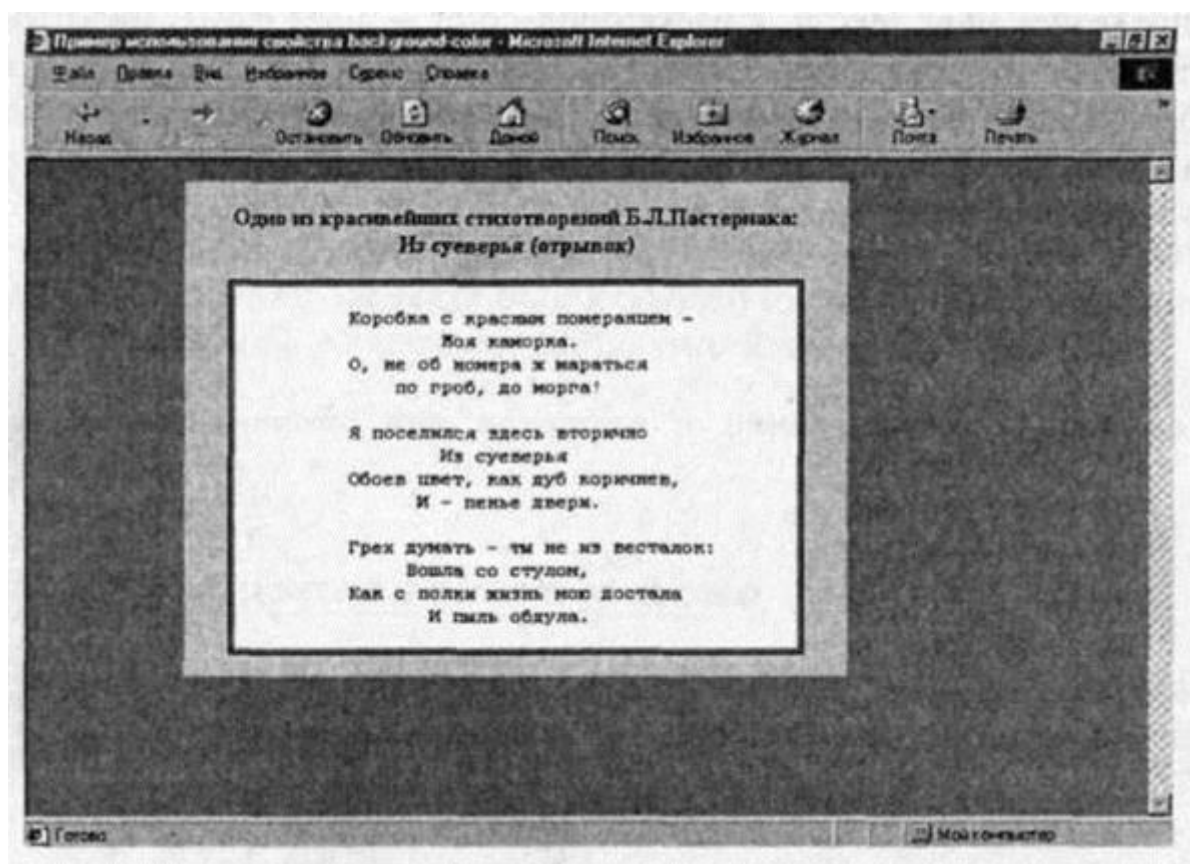 Пример использования свойства background-color - Microsoft Internet Explorer
Файл Правка Вид Избранное Сервис Справка
Назад Остановить Обновить Домой Поиск Избранное Журнал Почта Печать
Одно из красивейших стихотворений Б.Л.Пастернака:
Из суеверья (отрывок)
Коробка с красным померанцем –
Моя каморка.
О, не об номера ж мараться
по гроб, до морга!
Я поселился здесь вторично
Из суеверья
Обоев цвет, как дуб коричнев,
И – пенье двери.
Грех думать – ты не из весталок:
Вошла со стулом,
Как с полки жизнь мою достала
И пыль обдула.
Готово
Мой компьютер